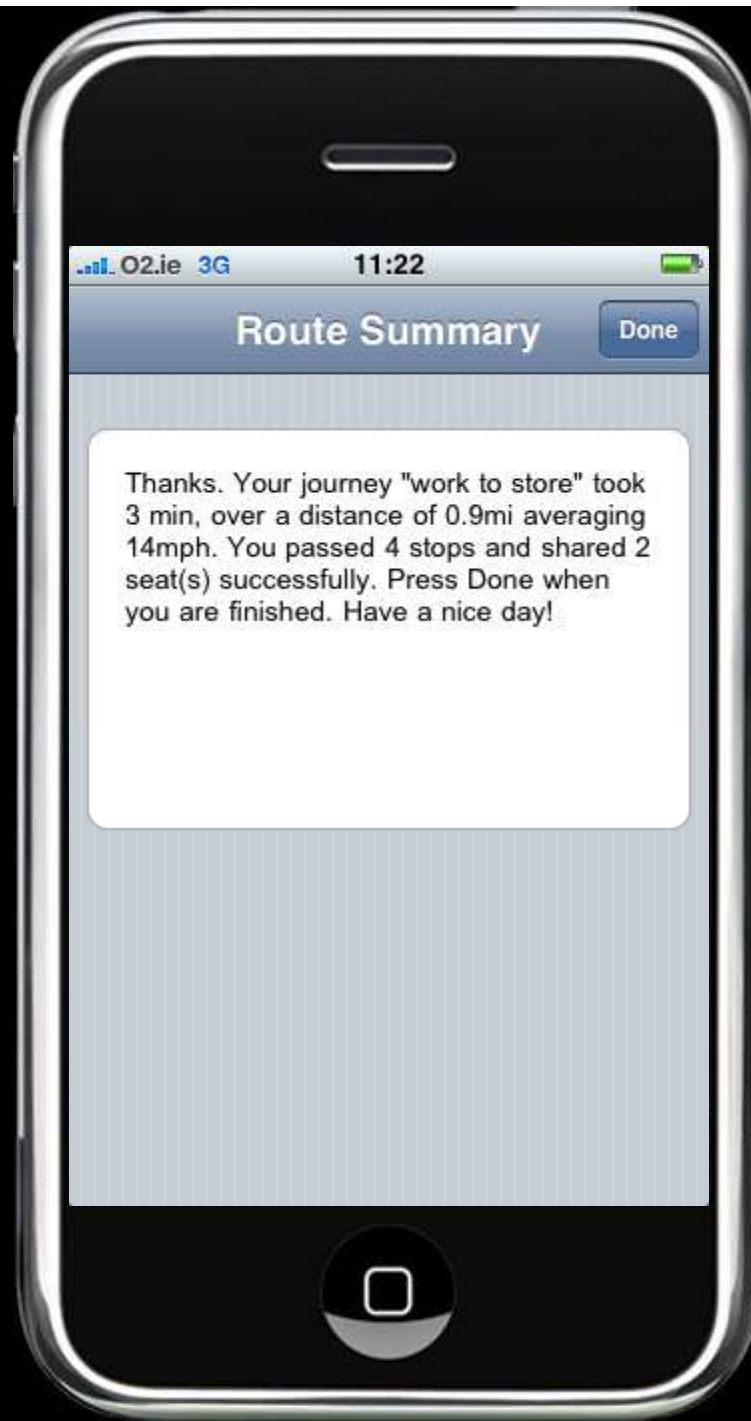 O2.ie 3G 11:22
Route Summary Done
Thanks. Your journey "work to store" took
3 min, over a distance of 0.9mi averaging
14mph. You passed 4 stops and shared 2
seat(s) successfully. Press Done when
you are finished. Have a nice day!